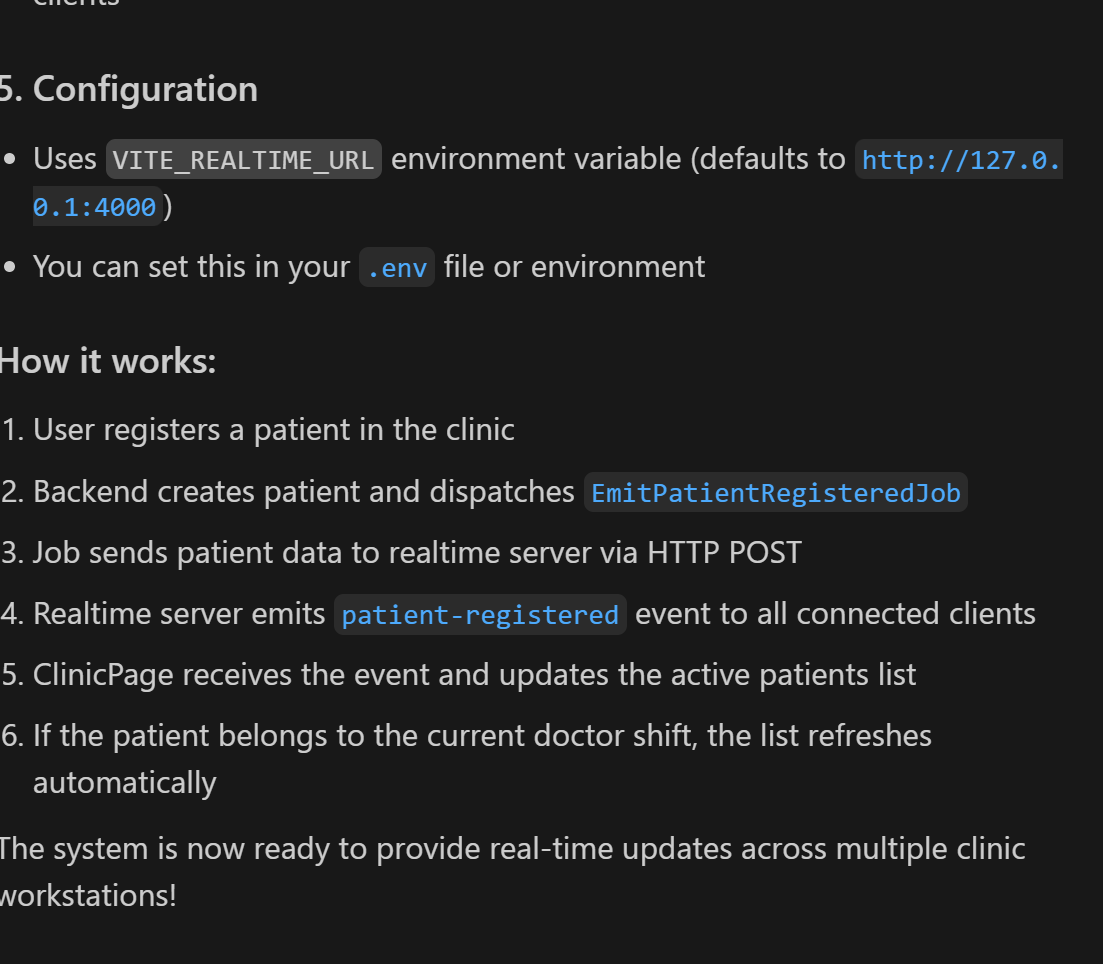 clients
5. Configuration
• Uses VITE_REALTIME_URL environment variable (defaults to http://127.0.
0.1:4000)
• You can set this in your .env file or environment
How it works:
1. User registers a patient in the clinic
2. Backend creates patient and dispatches EmitPatientRegisteredJob
3. Job sends patient data to realtime server via HTTP POST
4. Realtime server emits patient-registered event to all connected clients
5. ClinicPage receives the event and updates the active patients list
6. If the patient belongs to the current doctor shift, the list refreshes
automatically
The system is now ready to provide real-time updates across multiple clinic
workstations!